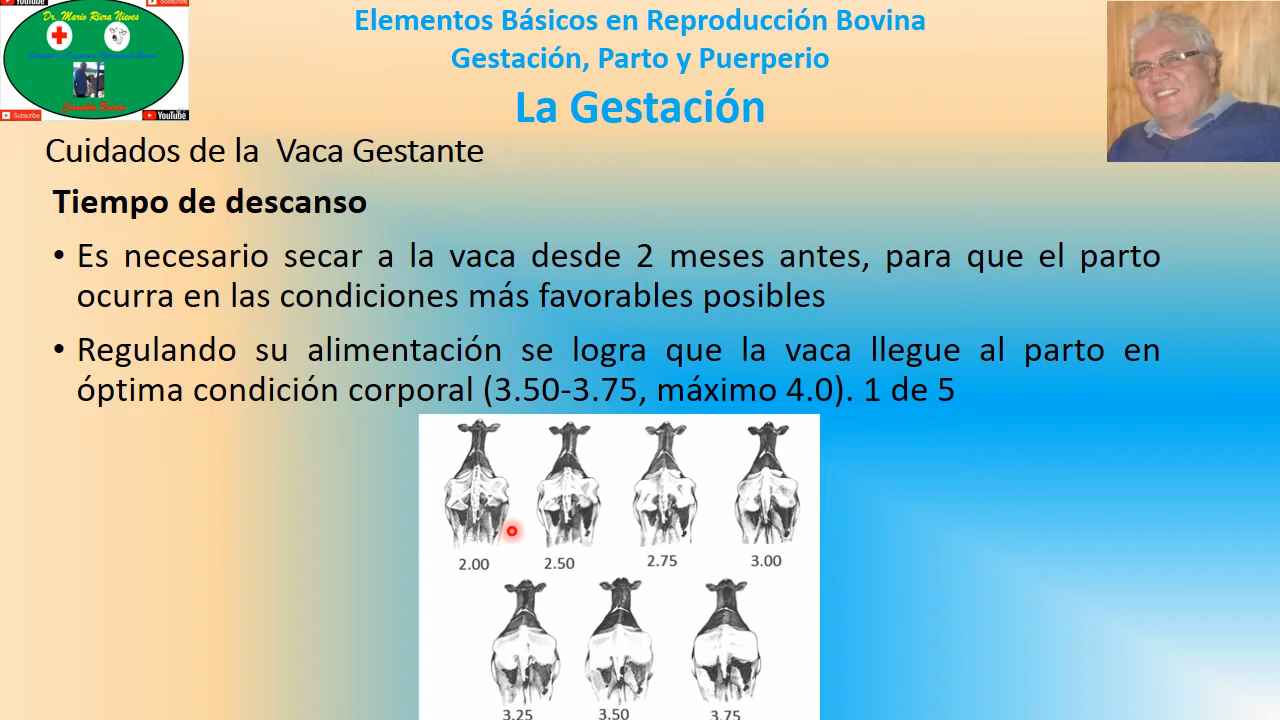 Subscribe
Dr. Mario Riera Nieves
Consulta Bovina
Subscribe
YouTube
Elementos Básicos en Reproducción Bovina
Gestación, Parto y Puerperio
La Gestación
Cuidados de la Vaca Gestante
Tiempo de descanso
• Es necesario secar a la vaca desde 2 meses antes, para que el parto
ocurra en las condiciones más favorables posibles
• Regulando su alimentación se logra que la vaca llegue al parto en
óptima condición corporal (3.50-3.75, máximo 4.0). 1 de 5
2.00 2.50 2.75 3.00
3.25 3.50 3.75